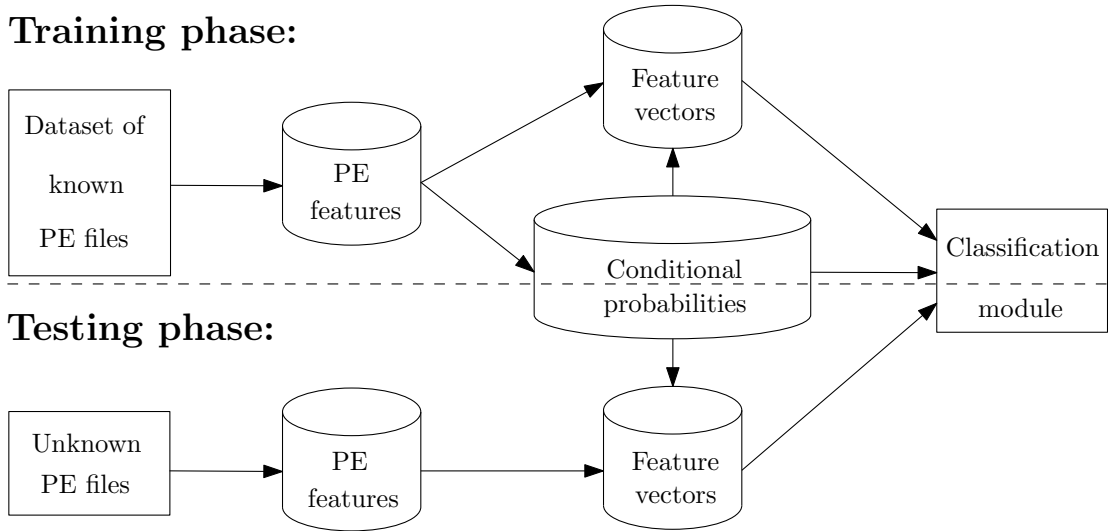 Training phase:
Dataset of
known
PE files
PE
features
Feature
vectors
Conditional
probabilities
Classification
module
Testing phase:
Unknown
PE files
PE
features
Feature
vectors